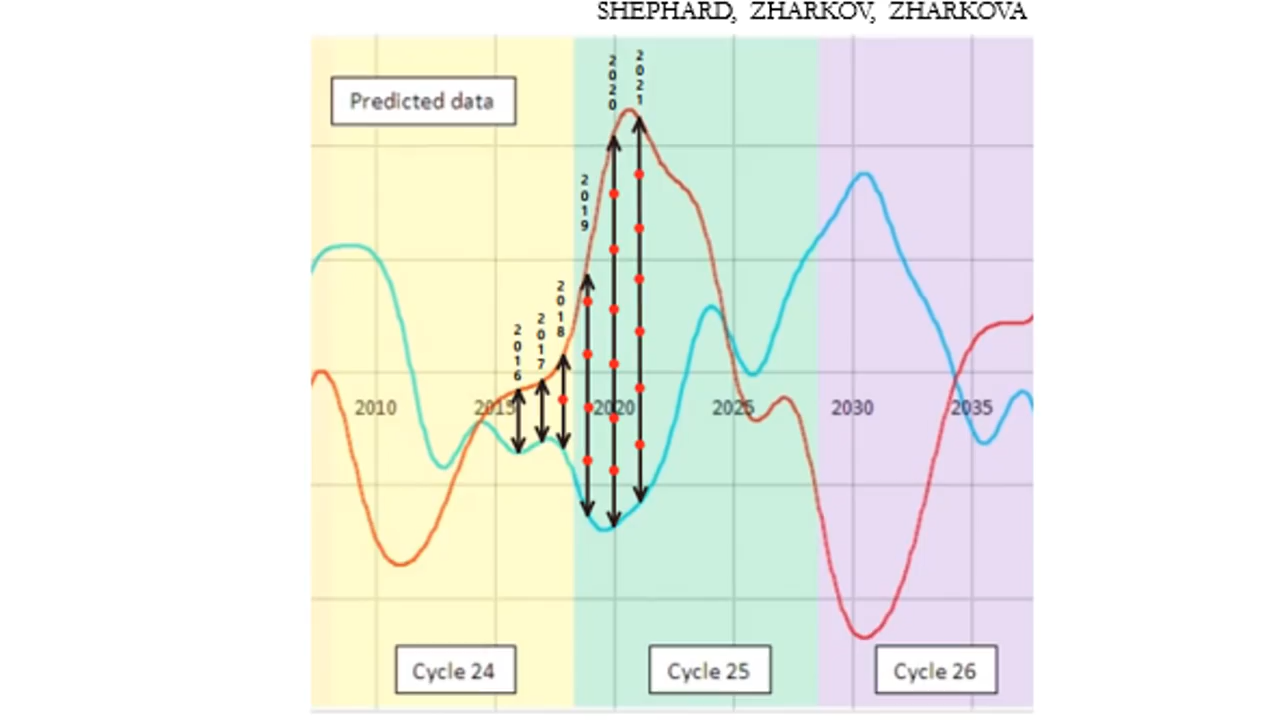 SHEPHARD, ZHARKOV, ZHARKOVA
Predicted data
2016
2017
2018
2019
2020
2021
2010
2015
2020
2025
2030
2035
Cycle 24
Cycle 25
Cycle 26